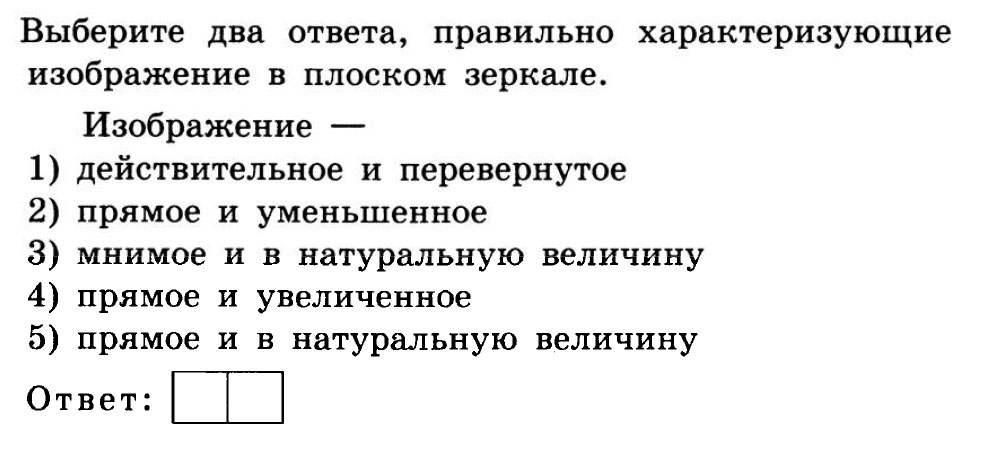 Выберите два ответа, правильно характеризующие
изображение в плоском зеркале.
Изображение —
1) действительное и перевернутое
2) прямое и уменьшенное
3) мнимое и в натуральную величину
4) прямое и увеличенное
5) прямое и в натуральную величину
Ответ: